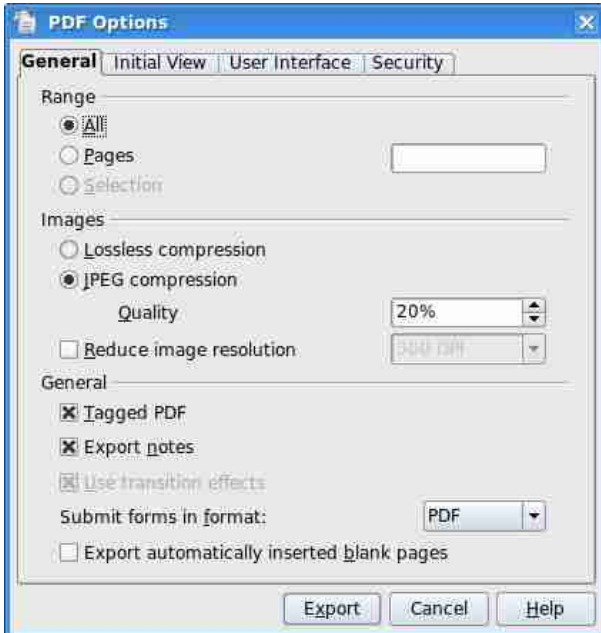 PDF Options
General Initial View User Interface Security
Range
All
Pages
Selection
Images
Lossless compression
JPEG compression
Quality 20%
Reduce image resolution 300 DPI
General
Tagged PDF
Export notes
Use transition effects
Submit forms in format: PDF
Export automatically inserted blank pages
Export Cancel Help